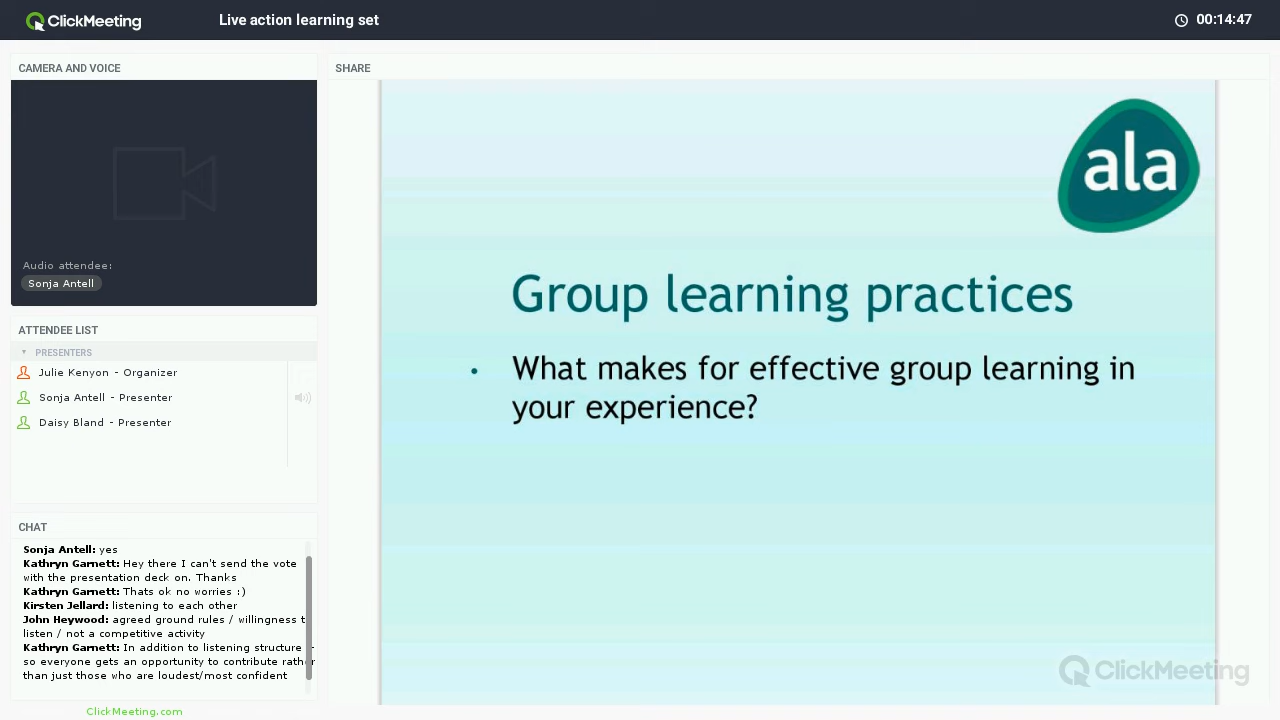 ClickMeeting
Live action learning set
00:14:47
CAMERA AND VOICE
Audio attendee:
Sonja Antell
ATTENDEE LIST
PRESENTERS
Julie Kenyon - Organizer
Sonja Antell - Presenter
Daisy Bland - Presenter
CHAT
Sonja Antell: yes
Kathryn Garnett: Hey there I can't send the vote
with the presentation deck on. Thanks
Kathryn Garnett: Thats ok no worries :)
Kirsten Jellard: listening to each other
John Heywood: agreed ground rules / willingness t
listen / not a competitive activity
Kathryn Garnett: In addition to listening structure -
so everyone gets an opportunity to contribute rather
than just those who are loudest/most confident
ClickMeeting.com
SHARE
ala
Group learning practices
• What makes for effective group learning in
your experience?
ClickMeeting